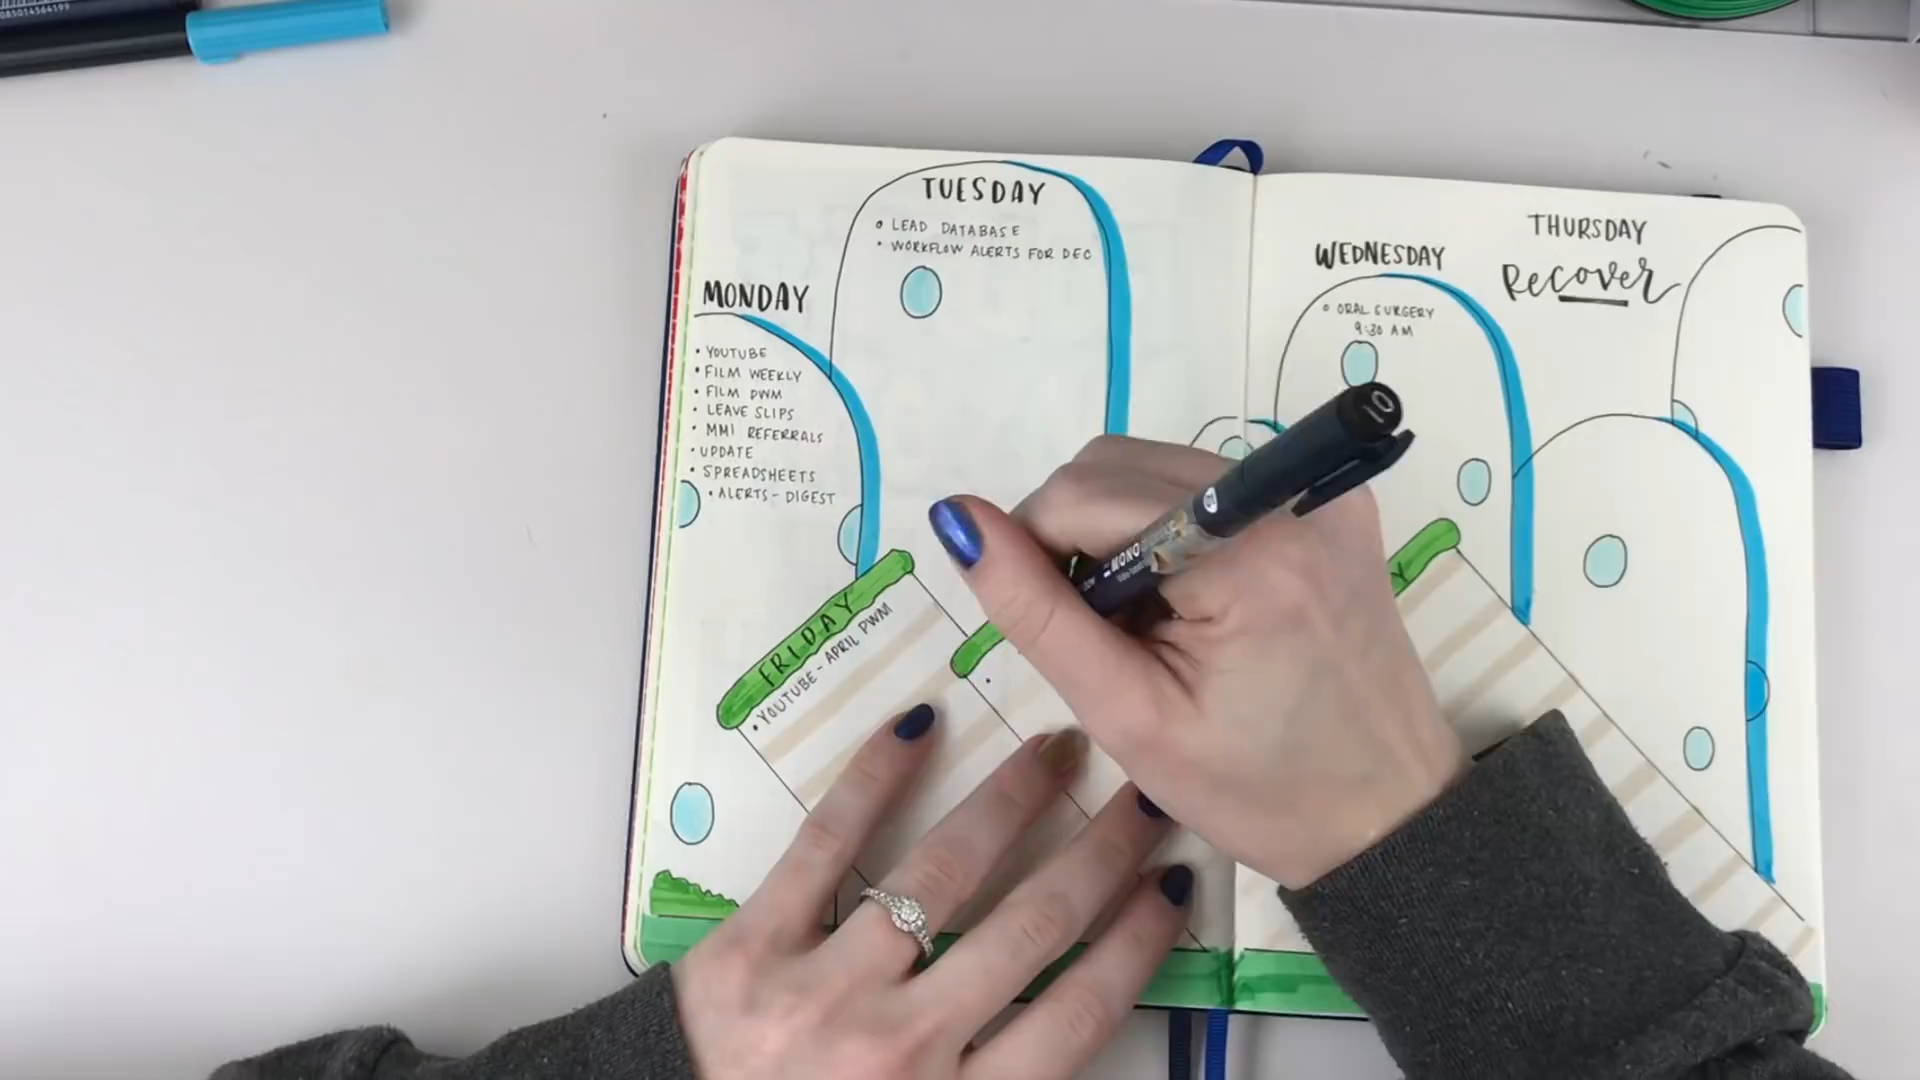 085014564199
TUESDAY
• LEAD DATABASE
• WORKFLOW ALERTS FOR DEC
MONDAY
• YOUTUBE
• FILM WEEKLY
• FILM PWM
• LEAVE SLIPS
• MMI REFERRALS
• UPDATE
• SPREADSHEETS
• ALERTS - DIGEST
WEDNESDAY
• ORAL SURGERY
9:30 AM
THURSDAY
Recover
FRIDAY
• YOUTUBE - APRIL PWM
Y
MONO
10